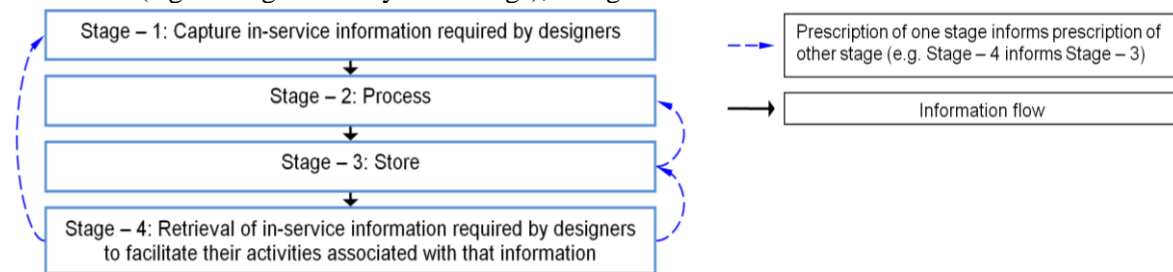 Stage – 1: Capture in-service information required by designers
Stage – 2: Process
Stage – 3: Store
Stage – 4: Retrieval of in-service information required by designers
to facilitate their activities associated with that information
Prescription of one stage informs prescription of
other stage (e.g. Stage – 4 informs Stage – 3)
Information flow